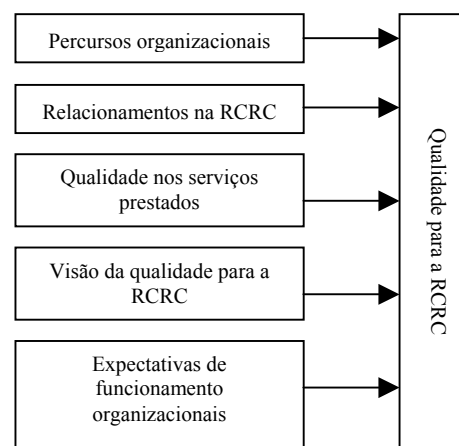 Percursos organizacionais
Relacionamentos na RCRC
Qualidade nos serviços
prestados
Visão da qualidade para a
RCRC
Expectativas de
funcionamento
organizacionais
Qualidade para a RCRC